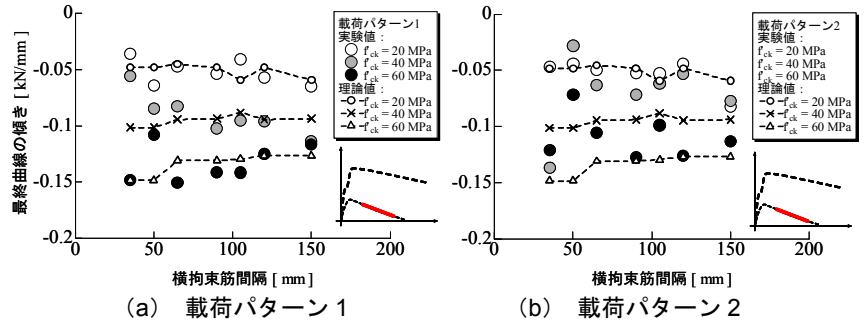 最終曲線の傾き [ kN/mm]
0
-0.05
-0.1
-0.15
-0.2
0
50
100
150
200
横拘束筋間隔 [ mm]
載荷パターン1
実験値：
f'ck = 20 MPa
f'ck = 40 MPa
f'ck = 60 MPa
理論値：
f'ck = 20 MPa
f'ck = 40 MPa
f'ck = 60 MPa
(a) 載荷パターン 1
0
-0.05
-0.1
-0.15
-0.2
0
50
100
150
200
横拘束筋間隔 [ mm]
載荷パターン2
実験値：
f'ck = 20 MPa
f'ck = 40 MPa
f'ck = 60 MPa
理論値：
f'ck = 20 MPa
f'ck = 40 MPa
f'ck = 60 MPa
(b) 載荷パターン 2